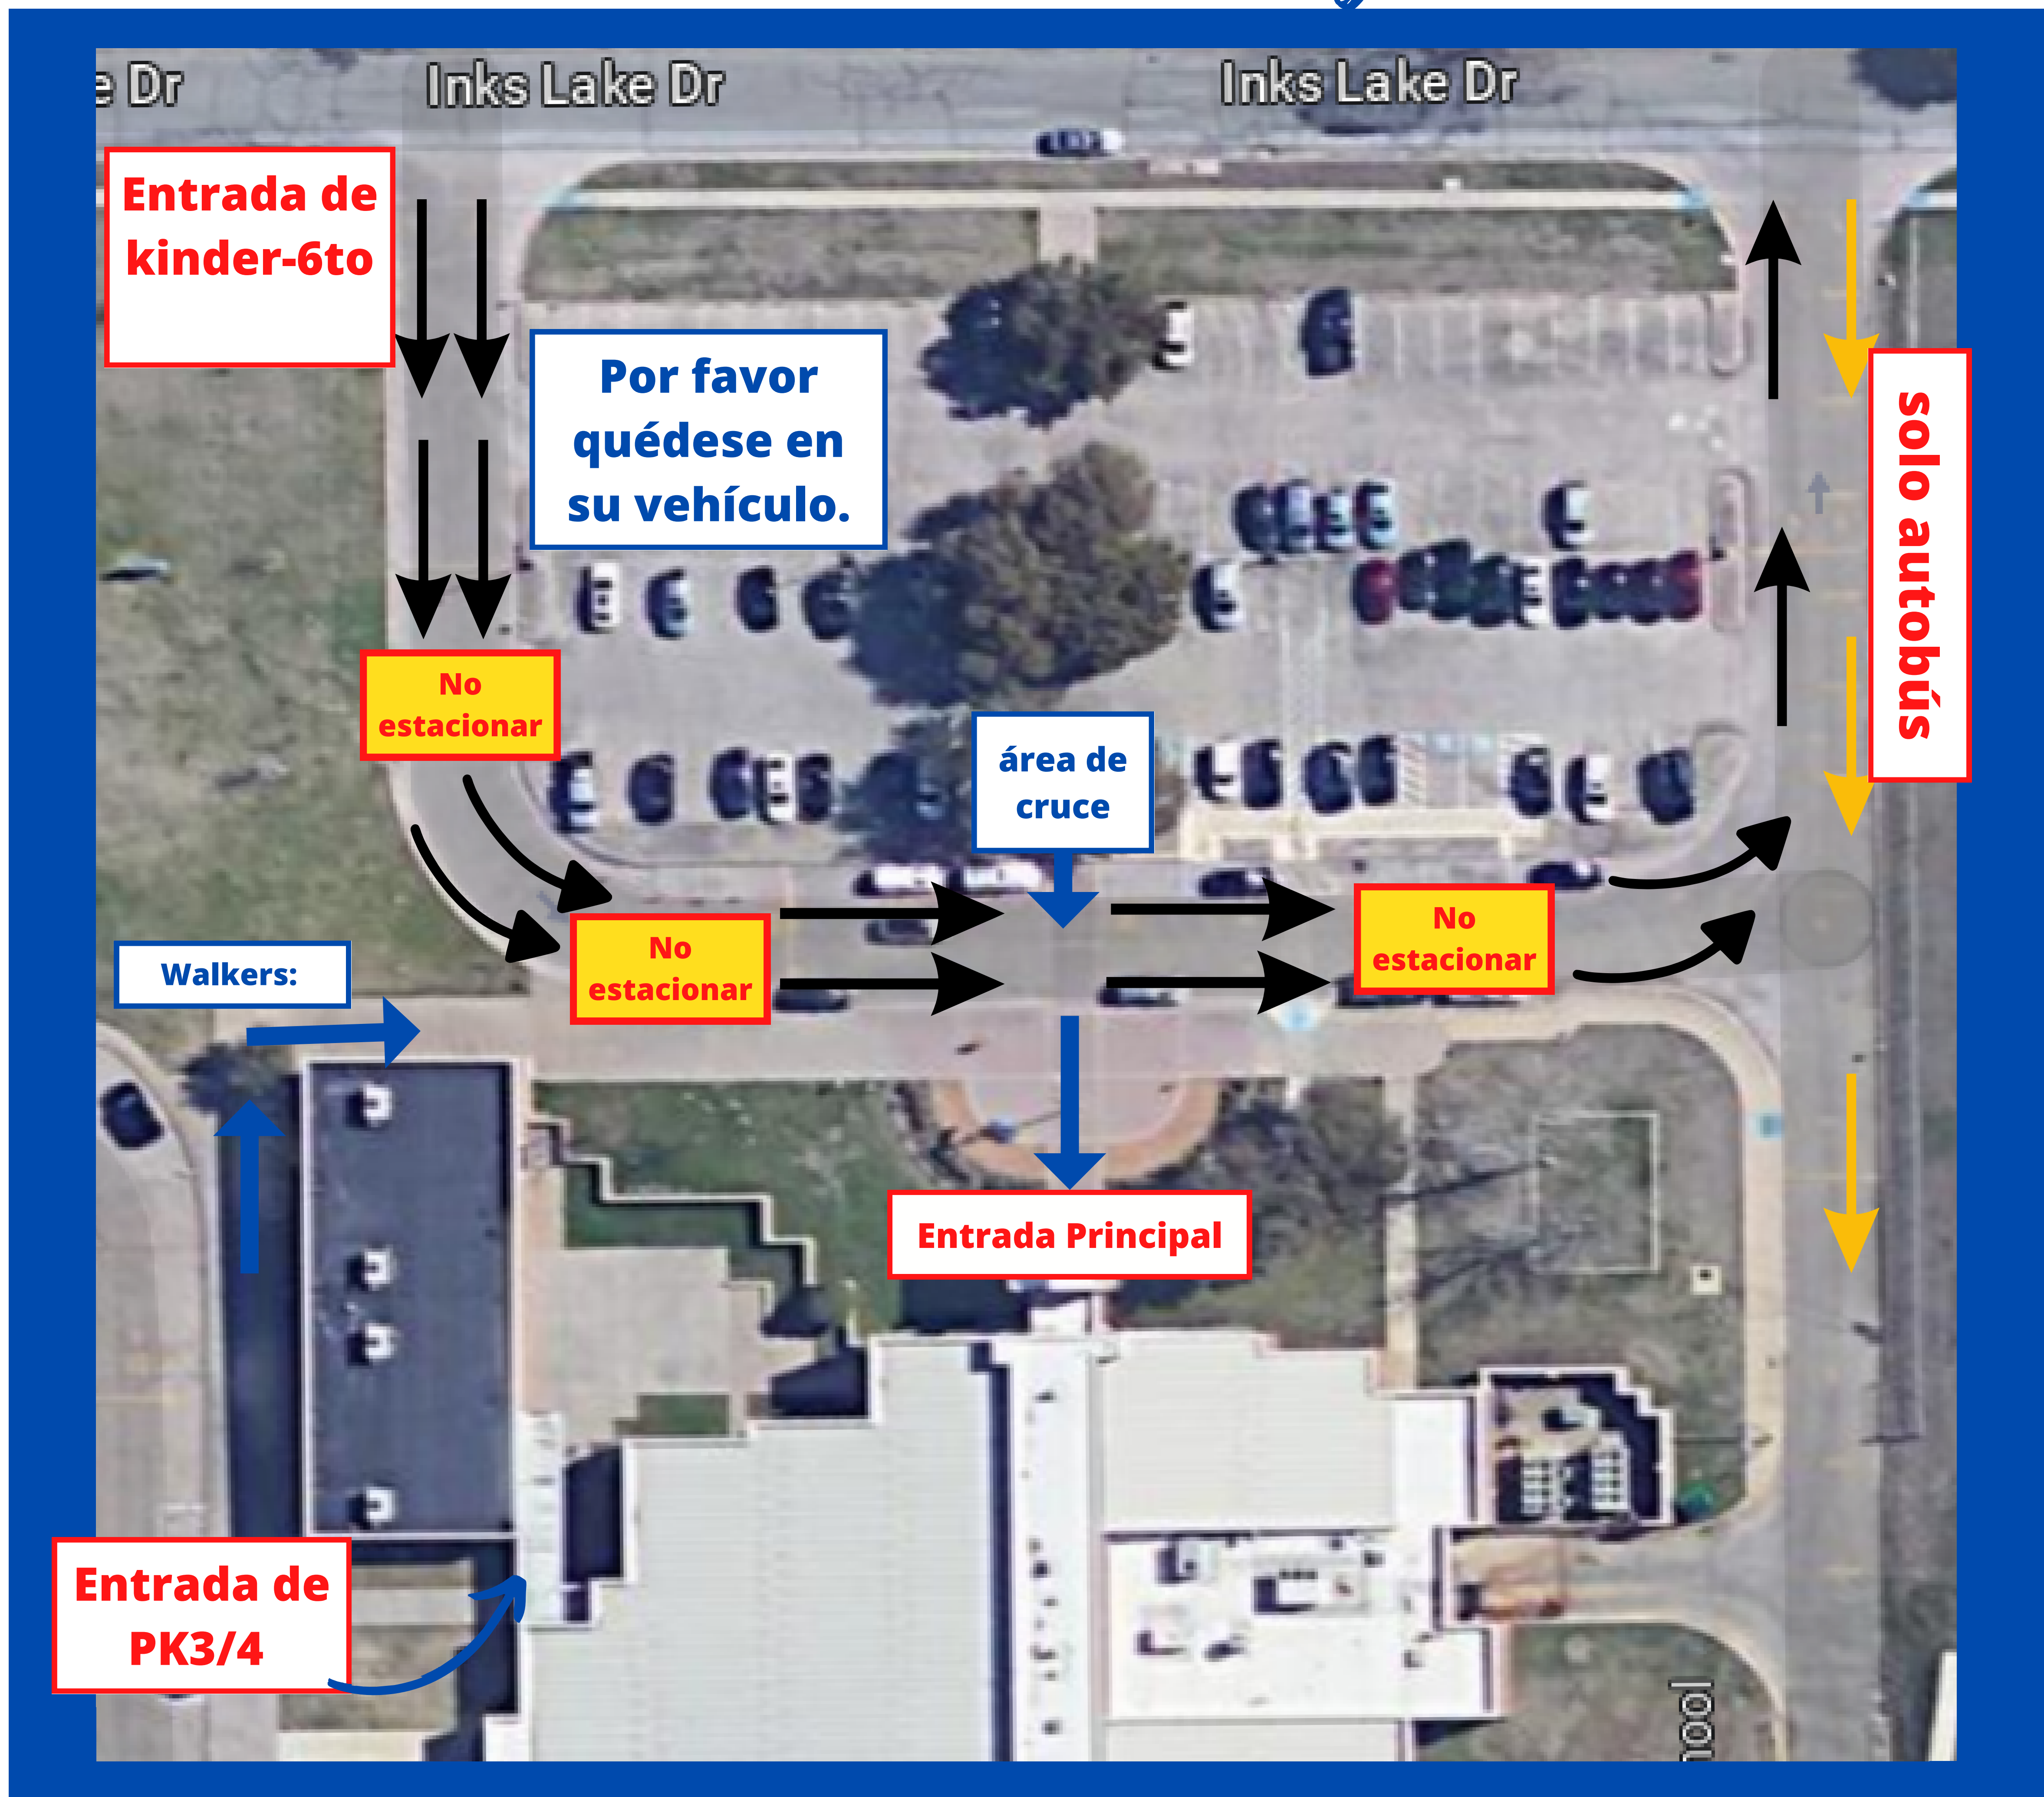 e Dr
Inks Lake Dr
Inks Lake Dr
Entrada de
kinder-6to
Por favor
quédese en
su vehículo.
solo autobús
No
estacionar
área de
cruce
No
estacionar
No
estacionar
Walkers:
Entrada Principal
Entrada de
PK3/4
hool